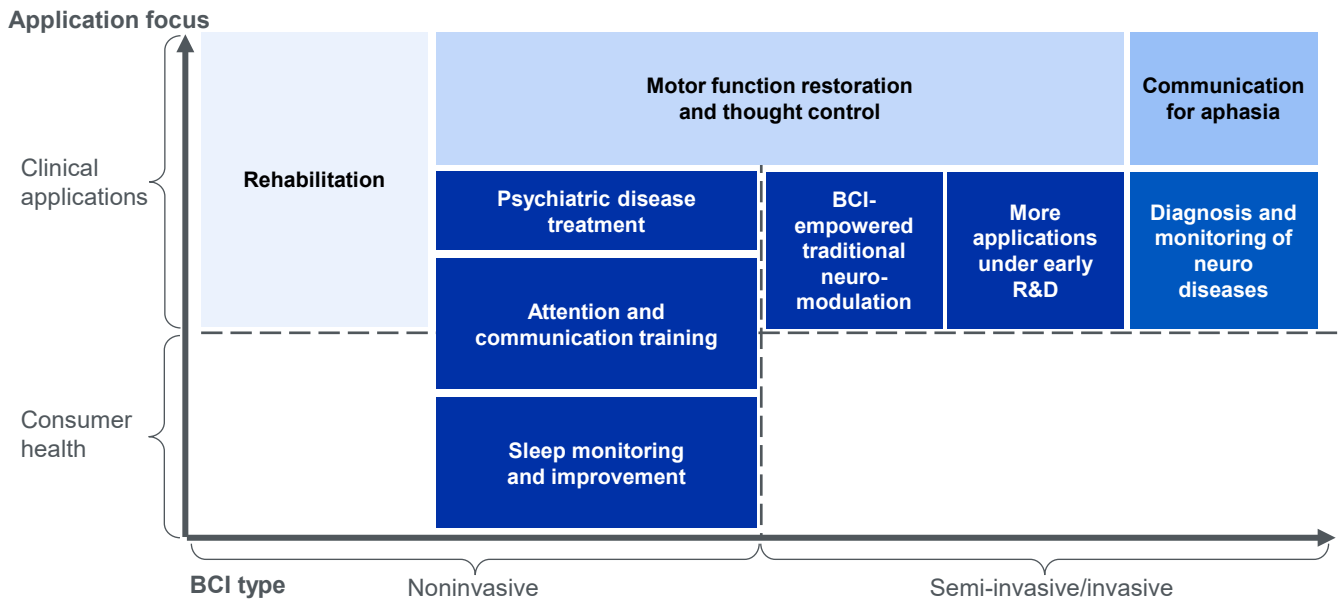 Application focus
Clinical
applications
Consumer
health
Rehabilitation
Motor function restoration
and thought control
Communication
for aphasia
Psychiatric disease
treatment
BCI-
empowered
traditional
neuro-
modulation
More
applications
under early
R&D
Diagnosis and
monitoring of
neuro
diseases
Attention and
communication training
Sleep monitoring
and improvement
BCI type
Noninvasive
Semi-invasive/invasive